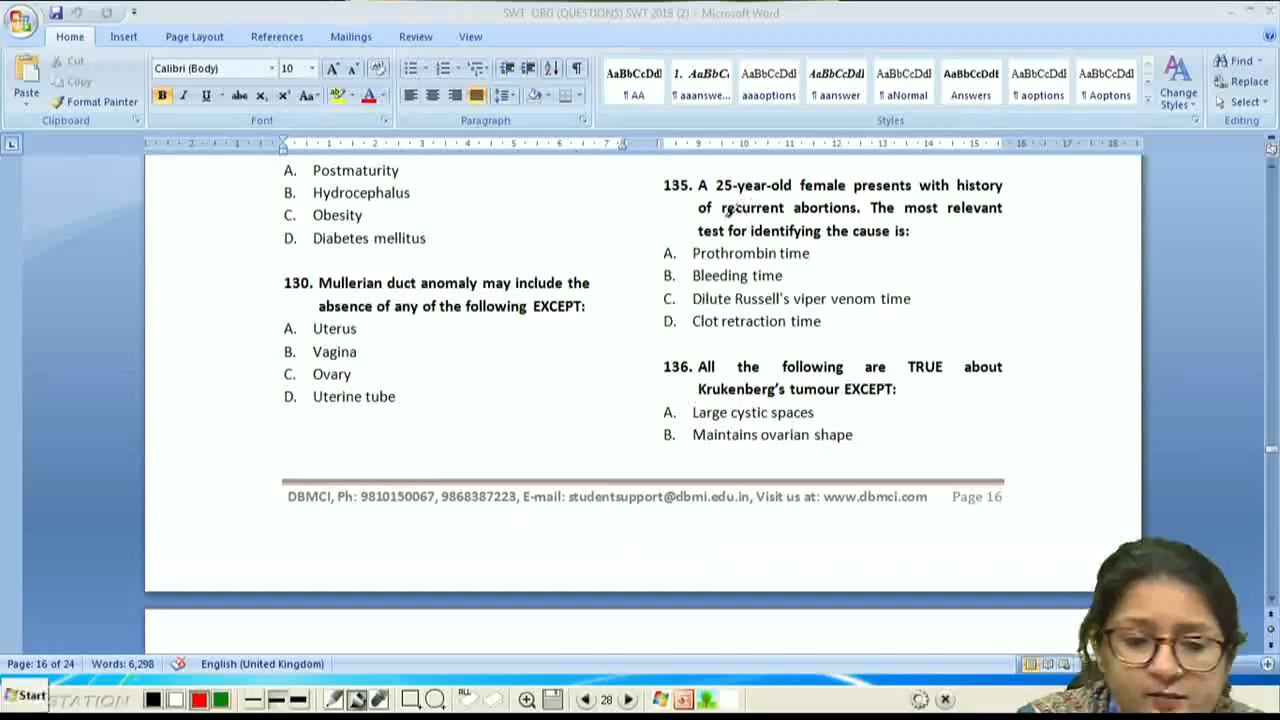 SWT OBG (QUESTIONS) SWT 2018 (2) - Microsoft Word
Home Insert Page Layout References Mailings Review View
Cut
Copy
Format Painter
Paste
Clipboard
Calibri (Body) 10
Font
Paragraph
AaBbCcDdI 1. AaBbC AaBbCcDdI AaBbCcDdI AaBbCcDdI AaBbCcDdI AaBbCcDdI AaBbCcDdI
¶ AA ¶ aaanswe... aaaoptions ¶ aanswer ¶ aNormal Answers ¶ aoptions ¶ Aoptons
Change
Styles
Styles
Find
Replace
Select
Editing
A. Postmaturity
B. Hydrocephalus
C. Obesity
D. Diabetes mellitus
130. Mullerian duct anomaly may include the
absence of any of the following EXCEPT:
A. Uterus
B. Vagina
C. Ovary
D. Uterine tube
135. A 25-year-old female presents with history
of recurrent abortions. The most relevant
test for identifying the cause is:
A. Prothrombin time
B. Bleeding time
C. Dilute Russell's viper venom time
D. Clot retraction time
136. All the following are TRUE about
Krukenberg's tumour EXCEPT:
A. Large cystic spaces
B. Maintains ovarian shape
DBMCI, Ph: 9810150067, 9868387223, E-mail: studentsupport@dbmi.edu.in, Visit us at: www.dbmci.com Page 16
Page: 16 of 24 Words: 6,298 English (United Kingdom)
Start STATION 28